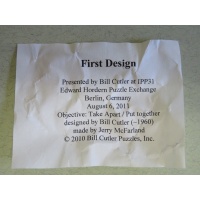 First Design
Presented by Bill Cutler at IPP31
Edward Hordern Puzzle Exchange
Berlin, Germany
August 6, 2011
Objective: Take Apart / Put together
designed by Bill Cutler (~1960)
made by Jerry McFarland
© 2010 Bill Cutler Puzzles, Inc.